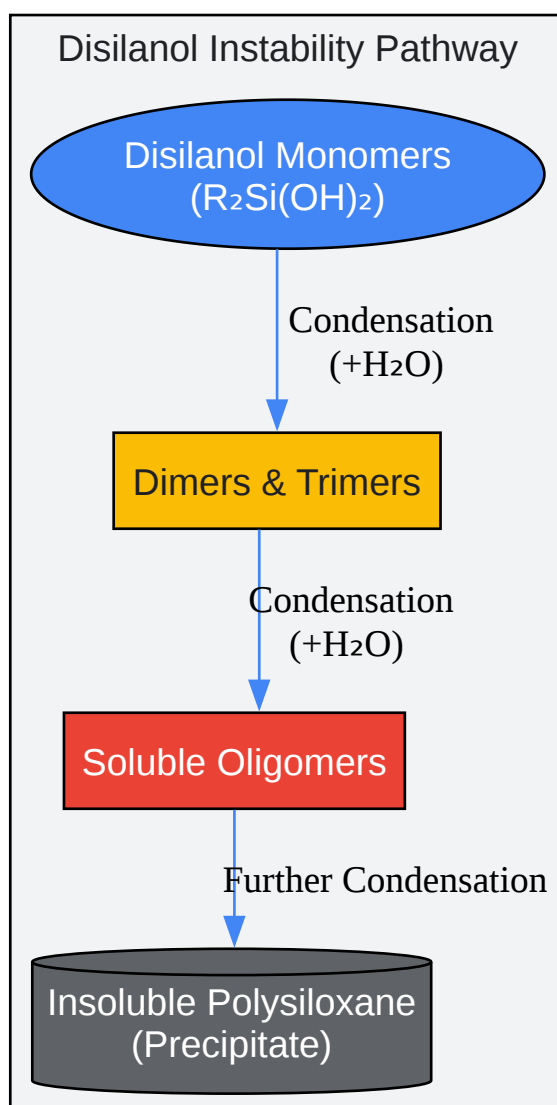 Disilanol Instability Pathway
Disilanol Monomers
(R₂Si(OH)₂)
Condensation
(+H₂O)
Dimers & Trimers
Condensation
(+H₂O)
Soluble Oligomers
Further Condensation
Insoluble Polysiloxane
(Precipitate)